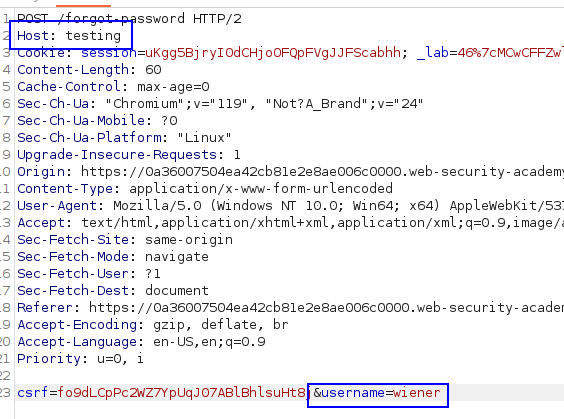 1 POST /forgot-password HTTP/2
2 Host: testing
3 Cookie: session=uKgg5BjryI0dCHjoOFQpFVgJJFScabhh; _lab=46%7cMCwCFFZw
4 Content-Length: 60
5 Cache-Control: max-age=0
6 Sec-Ch-Ua: "Chromium";v="119", "Not?A_Brand";v="24"
7 Sec-Ch-Ua-Mobile: ?0
8 Sec-Ch-Ua-Platform: "Linux"
9 Upgrade-Insecure-Requests: 1
10 Origin: https://0a36007504ea42cb81e2e8ae006c0000.web-security-academy
11 Content-Type: application/x-www-form-urlencoded
12 User-Agent: Mozilla/5.0 (Windows NT 10.0; Win64; x64) AppleWebKit/537
13 Accept: text/html,application/xhtml+xml,application/xml;q=0.9,image/a
14 Sec-Fetch-Site: same-origin
15 Sec-Fetch-Mode: navigate
16 Sec-Fetch-User: ?1
17 Sec-Fetch-Dest: document
18 Referer: https://0a36007504ea42cb81e2e8ae006c0000.web-security-acade
19 Accept-Encoding: gzip, deflate, br
20 Accept-Language: en-US,en;q=0.9
21 Priority: u=0, i
22
23 csrf=fo9dLCpPc2WZ7YpUqJ07ABlBhlsuHt8j&username=wiener